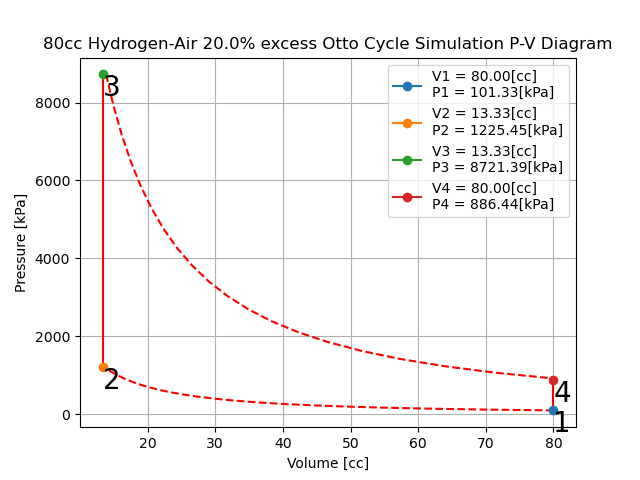 80cc Hydrogen-Air 20.0% excess Otto Cycle Simulation P-V Diagram
V1 = 80.00[cc]
P1 = 101.33[kPa]
V2 = 13.33[cc]
P2 = 1225.45[kPa]
V3 = 13.33[cc]
P3 = 8721.39[kPa]
V4 = 80.00[cc]
P4 = 886.44[kPa]
3
2
4
1
Pressure [kPa]
8000
6000
4000
2000
0
20 30 40 50 60 70 80
Volume [cc]